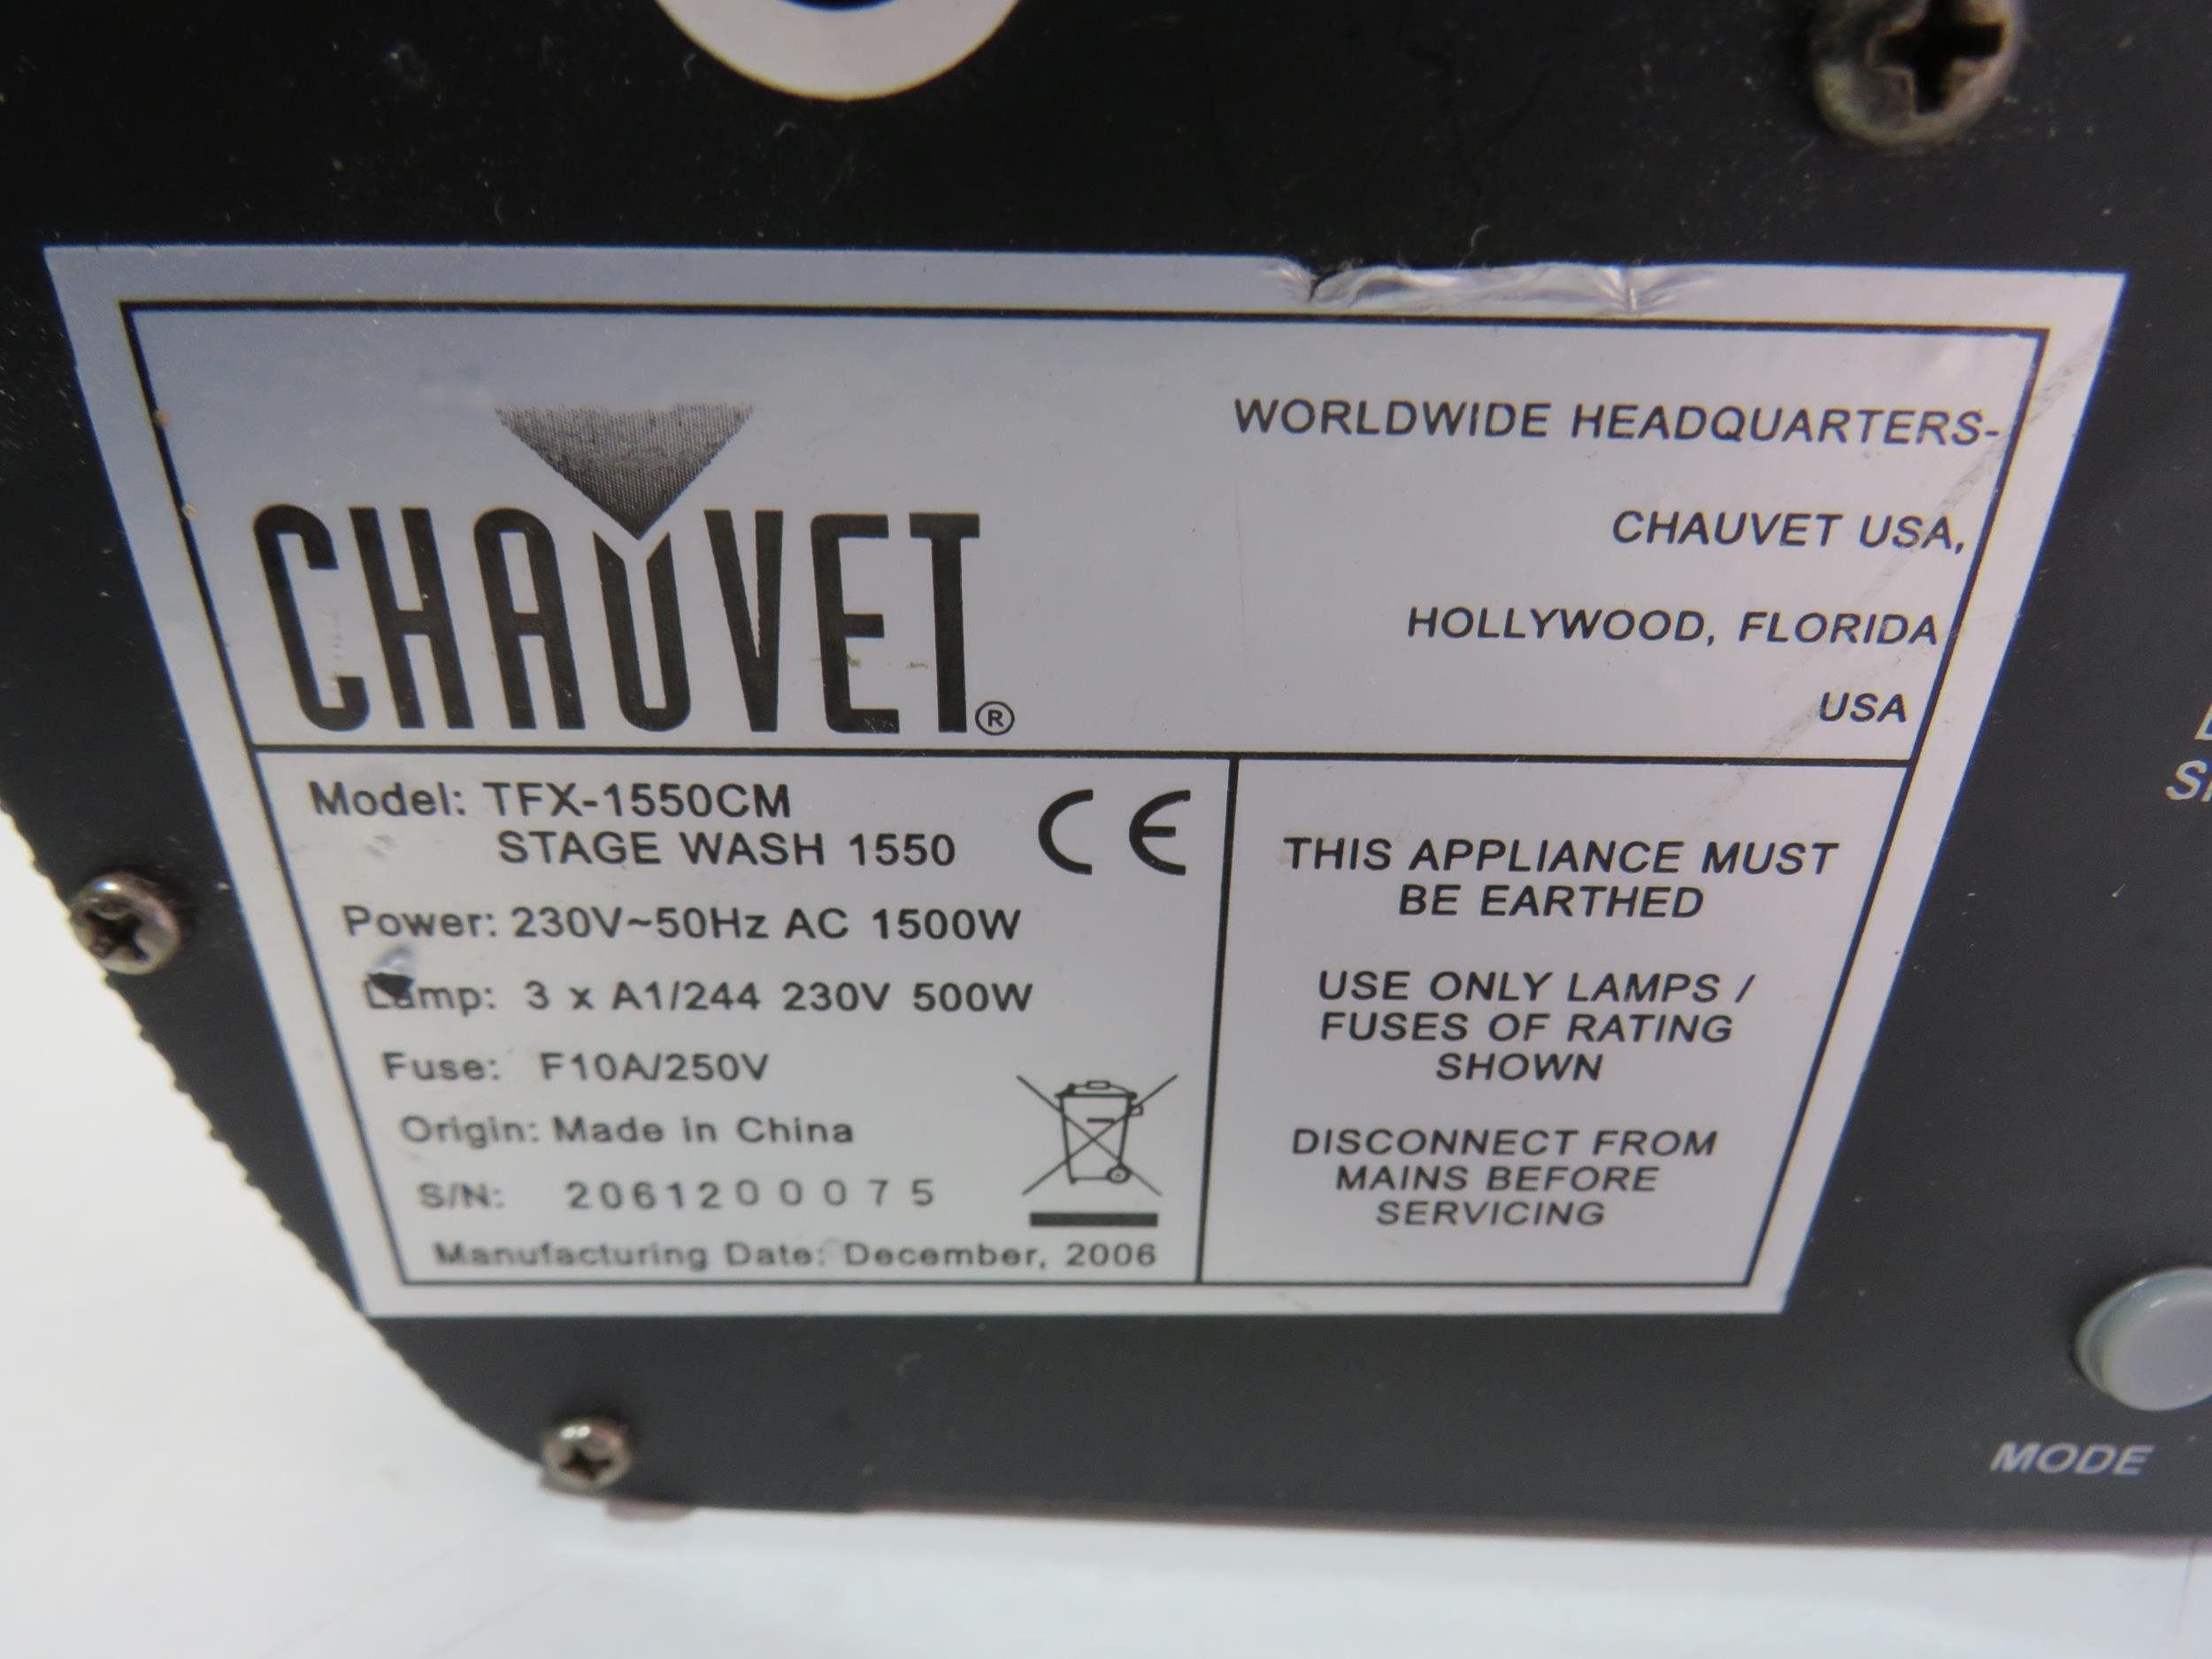 CHAUVET®
WORLDWIDE HEADQUARTERS-
CHAUVET USA,
HOLLYWOOD, FLORIDA
USA
Model: TFX-1550CM
STAGE WASH 1550
CE
Power: 230V~50Hz AC 1500W
Lamp: 3 x A1/244 230V 500W
Fuse: F10A/250V
Origin: Made in China
S/N: 2061200075
Manufacturing Date: December, 2006
THIS APPLIANCE MUST
BE EARTHED
USE ONLY LAMPS /
FUSES OF RATING
SHOWN
DISCONNECT FROM
MAINS BEFORE
SERVICING
MODE